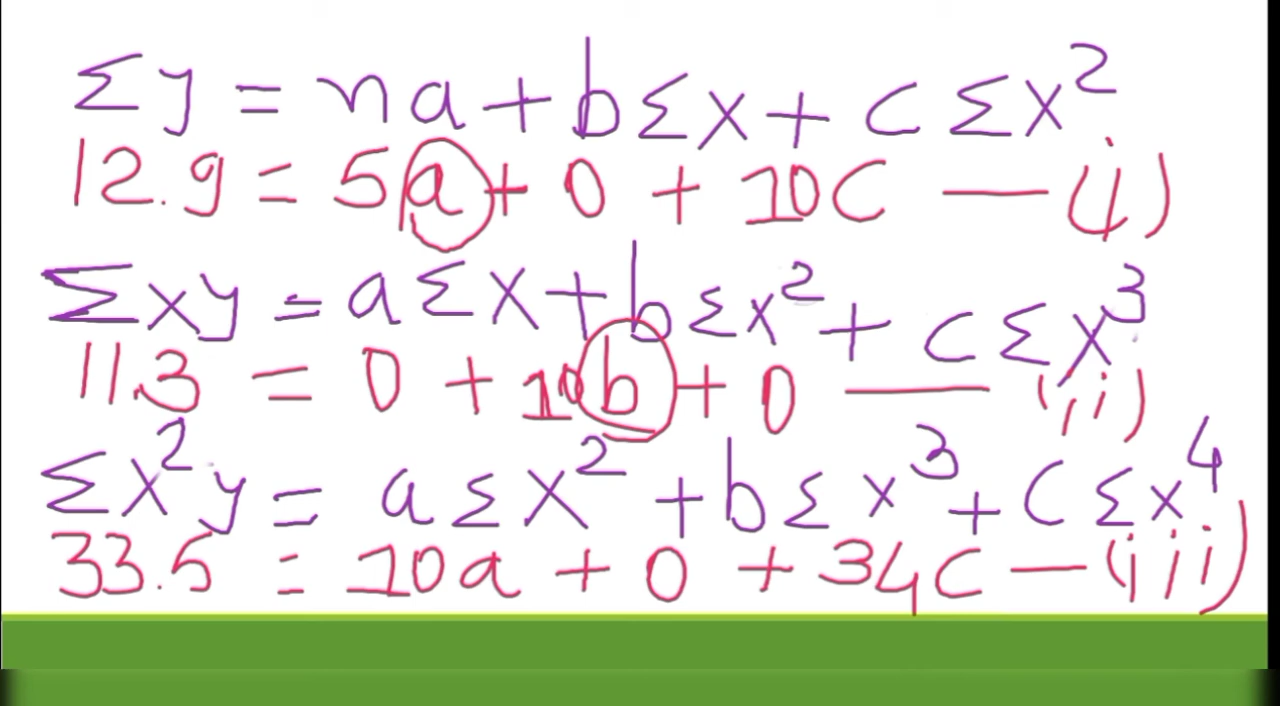 Σy = na + bΣx + cΣx²
12.9 = 5a + 0 + 10C — (i)
Σxy = aΣx + bΣx² + cΣx³
11.3 = 0 + 10b + 0 — (ii)
Σx²y = aΣx² + bΣx³ + CΣx⁴
33.5 = 10a + 0 + 34C — (iii)